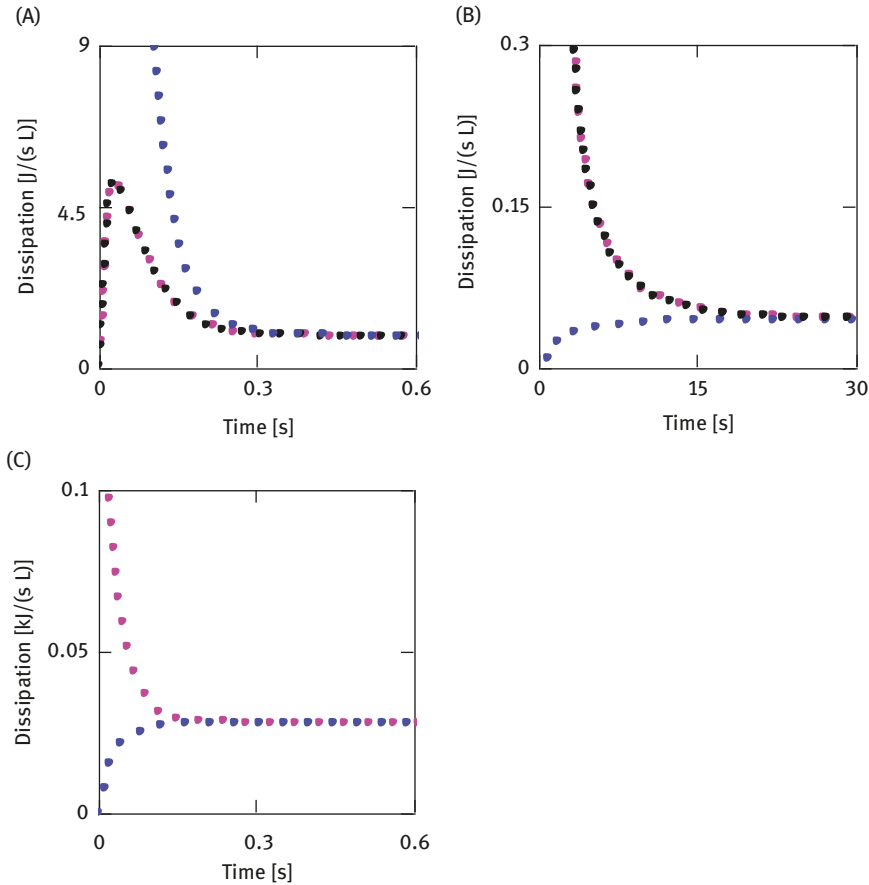 (A)
9
4.5
0
Dissipation [J/(s L)]
0
0.3
0.6
Time [s]
(B)
0.3
0.15
0
Dissipation [J/(s L)]
0
15
30
Time [s]
(C)
0.1
0.05
0
Dissipation [kJ/(s L)]
0
0.3
0.6
Time [s]